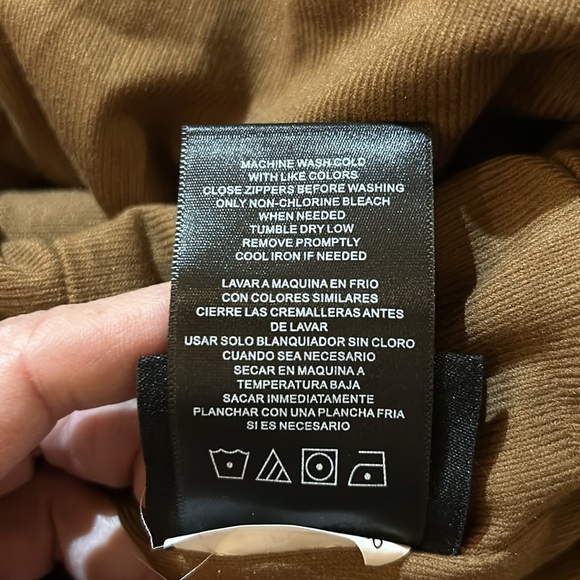 MACHINE WASH COLD
WITH LIKE COLORS
CLOSE ZIPPERS BEFORE WASHING
ONLY NON-CHLORINE BLEACH
WHEN NEEDED
TUMBLE DRY LOW
REMOVE PROMPTLY
COOL IRON IF NEEDED
LAVAR A MAQUINA EN FRIO
CON COLORES SIMILARES
CIERRE LAS CREMALLERAS ANTES
DE LAVAR
USAR SOLO BLANQUIADOR SIN CLORO
CUANDO SEA NECESARIO
SECAR EN MAQUINA A
TEMPERATURA BAJA
SACAR INMEDIATAMENTE
PLANCHAR CON UNA PLANCHA FRIA
SI ES NECESARIO